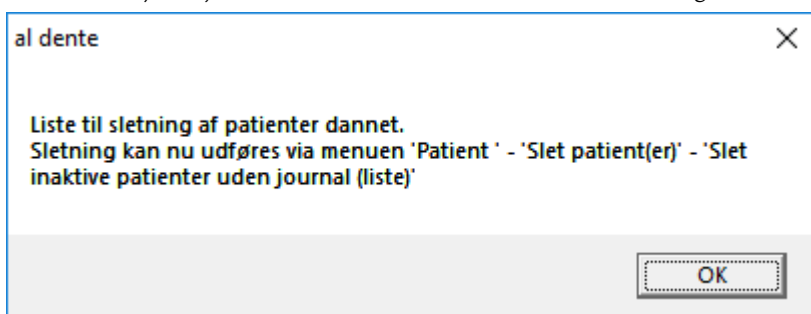 al dente
Liste til sletning af patienter dannet.
Sletning kan nu udføres via menuen 'Patient ' - 'Slet patient(er)' - 'Slet
inaktive patienter uden journal (liste)'
OK